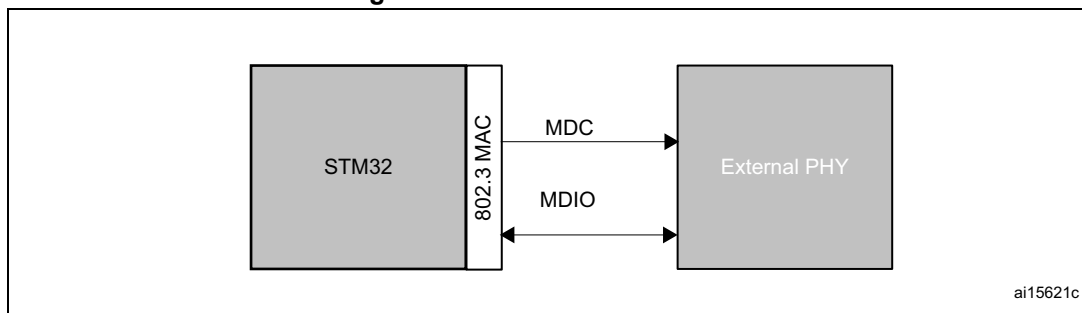 STM32
802.3 MAC
MDC
MDIO
External PHY
ai15621c